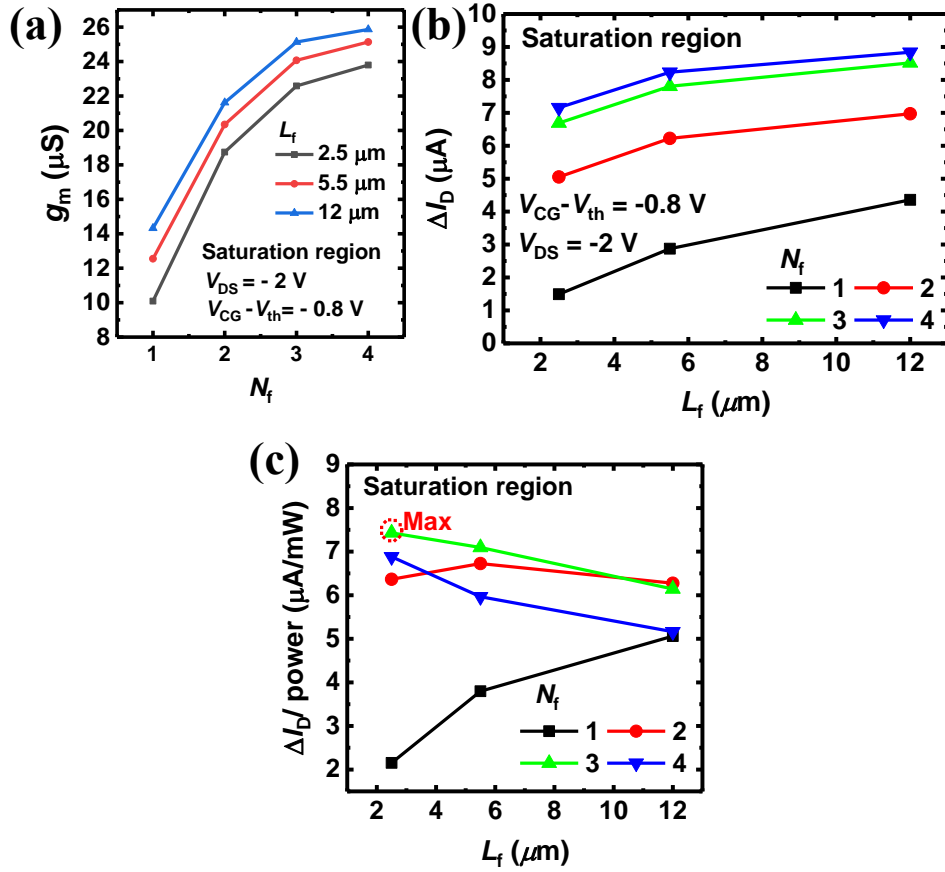 (a)
26
24
22
20
18
16
14
12
10
8
gm (μS)
Lf
2.5 μm
5.5 μm
12 μm
Saturation region
VDS = - 2 V
VCG - Vth = - 0.8 V
1 2 3 4
Nf
(b)
10
9
8
7
6
5
4
3
2
1
0
ΔID (μA)
Saturation region
VCG-Vth = -0.8 V
VDS = -2 V
Nf
1 2
3 4
2 4 6 8 10 12
Lf (μm)
(c)
9
8
7
6
5
4
3
2
ΔID/ power (μA/mW)
Saturation region
Max
Nf
1 2
3 4
2 4 6 8 10 12
Lf (μm)